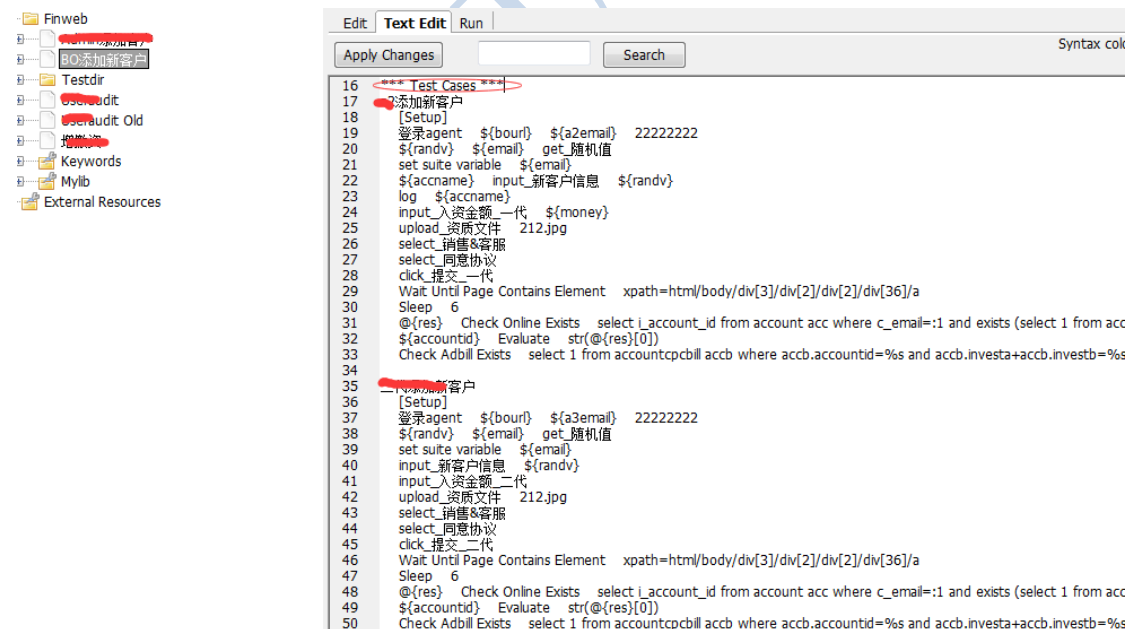 Finweb
BO添加新客户
Testdir
Useraudit
Useraudit Old
Keywords
Mylib
External Resources
Edit Text Edit Run
Apply Changes Search
Syntax colo
16 *** Test Cases ***
17 添加新客户
18 [Setup]
19 登录agent ${bourl} ${a2email} 22222222
20 ${randv} ${email} get_随机值
21 set suite variable ${email}
22 ${accname} input_新客户信息 ${randv}
23 log ${accname}
24 input_入资金额_一代 ${money}
25 upload_资质文件 212.jpg
26 select_销售&客服
27 select_同意协议
28 click_提交_一代
29 Wait Until Page Contains Element xpath=html/body/div[3]/div[2]/div[2]/div[36]/a
30 Sleep 6
31 @{res} Check Online Exists select i_account_id from account acc where c_email=:1 and exists (select 1 from acc
32 ${accountid} Evaluate str(@{res}[0])
33 Check Adbill Exists select 1 from accountcpcbill accb where accb.accountid=%s and accb.investa+accb.investb=%s
34
35 新客户
36 [Setup]
37 登录agent ${bourl} ${a3email} 22222222
38 ${randv} ${email} get_随机值
39 set suite variable ${email}
40 input_新客户信息 ${randv}
41 input_入资金额_二代
42 upload_资质文件 212.jpg
43 select_销售&客服
44 select_同意协议
45 click_提交_二代
46 Wait Until Page Contains Element xpath=html/body/div[3]/div[2]/div[2]/div[36]/a
47 Sleep 6
48 @{res} Check Online Exists select i_account_id from account acc where c_email=:1 and exists (select 1 from acc
49 ${accountid} Evaluate str(@{res}[0])
50 Check Adbill Exists select 1 from accountcpcbill accb where accb.accountid=%s and accb.investa+accb.investb=%s